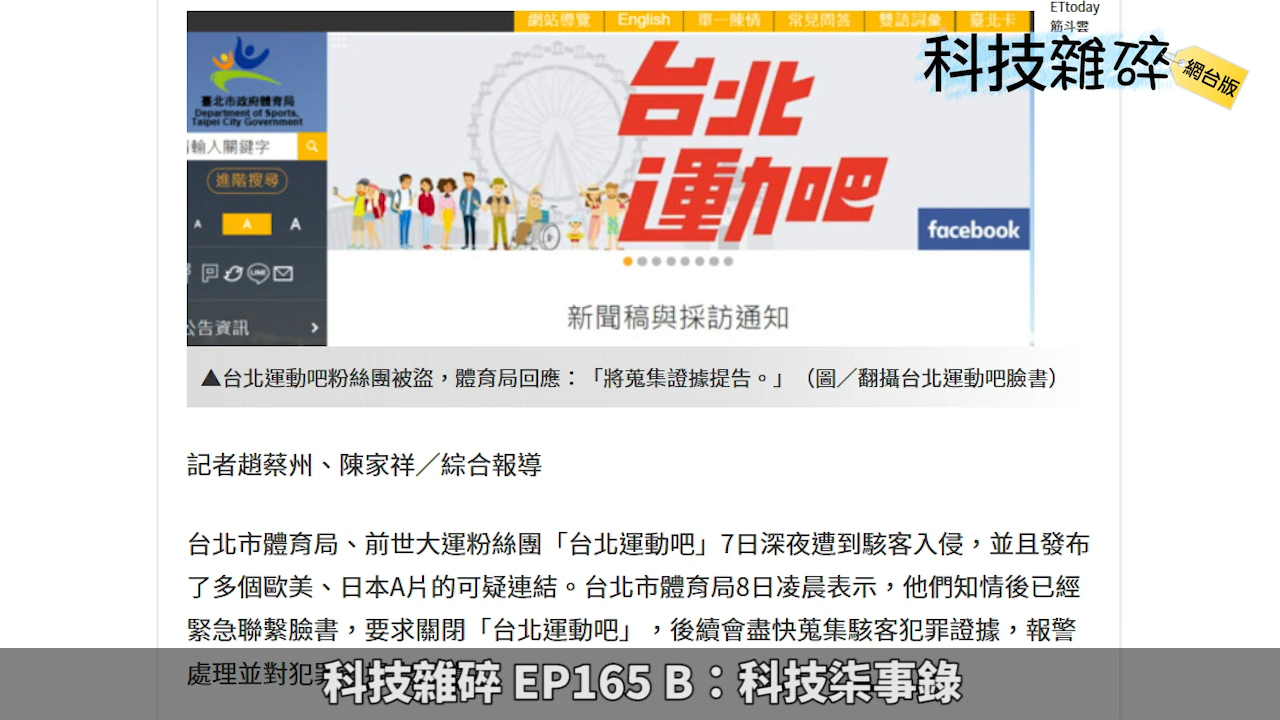 ETtoday
筋斗雲
網站導覽 English 單一陳情 常見問答 雙語詞彙 臺北卡
科技雜碎
網台版
臺北市政府體育局
Department of Sports,
Taipei City Government
輸入關鍵字
進階搜尋
A A A
LINE
公告資訊
台北
運動吧
facebook
新聞稿與採訪通知
▲台北運動吧粉絲團被盜，體育局回應：「將蒐集證據提告。」（圖／翻攝台北運動吧臉書）
記者趙蔡州、陳家祥／綜合報導
台北市體育局、前世大運粉絲團「台北運動吧」7日深夜遭到駭客入侵，並且發布
了多個歐美、日本A片的可疑連結。台北市體育局8日凌晨表示，他們知情後已經
緊急聯繫臉書，要求關閉「台北運動吧」，後續會盡快蒐集駭客犯罪證據，報警
處理並對犯
科技雜碎 EP165 B：科技柒事錄